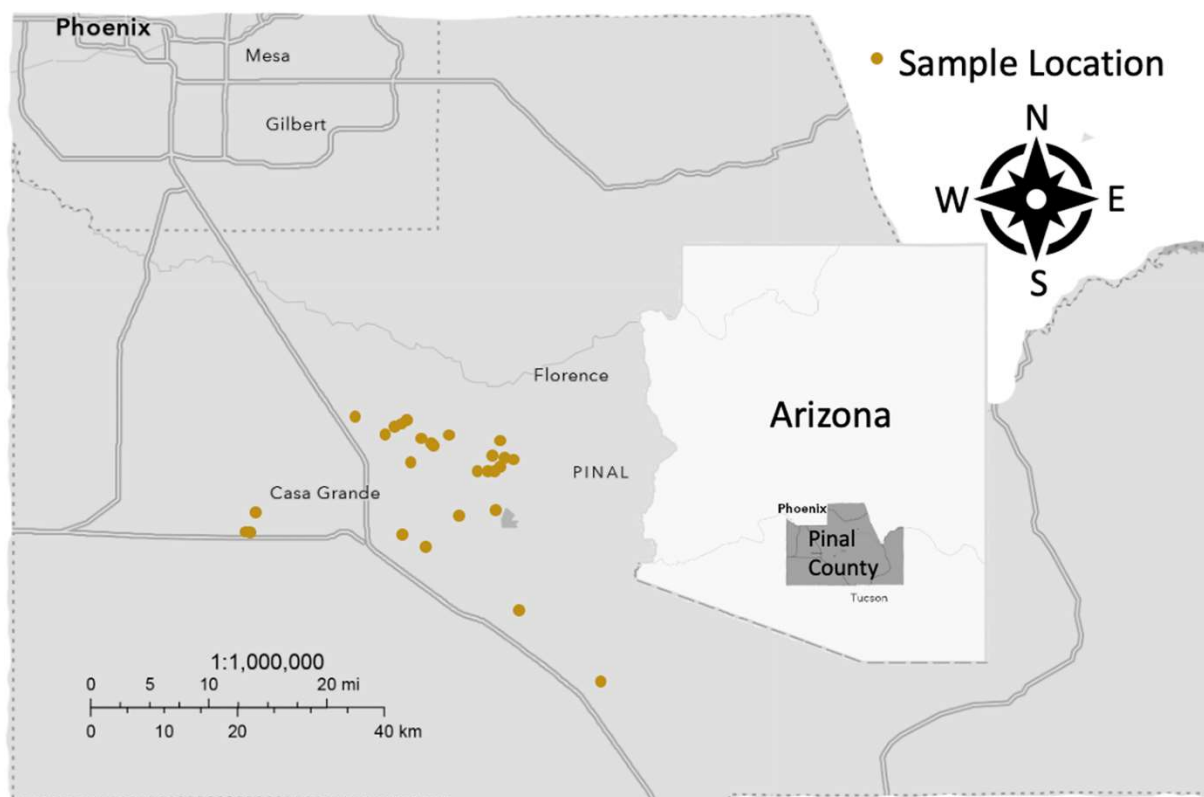 Phoenix
Mesa
Gilbert
Sample Location
N
W E
S
Florence
PINAL
Casa Grande
Arizona
Phoenix
Pinal
County
Tucson
1:1,000,000
0 5 10 20 mi
0 10 20 40 km